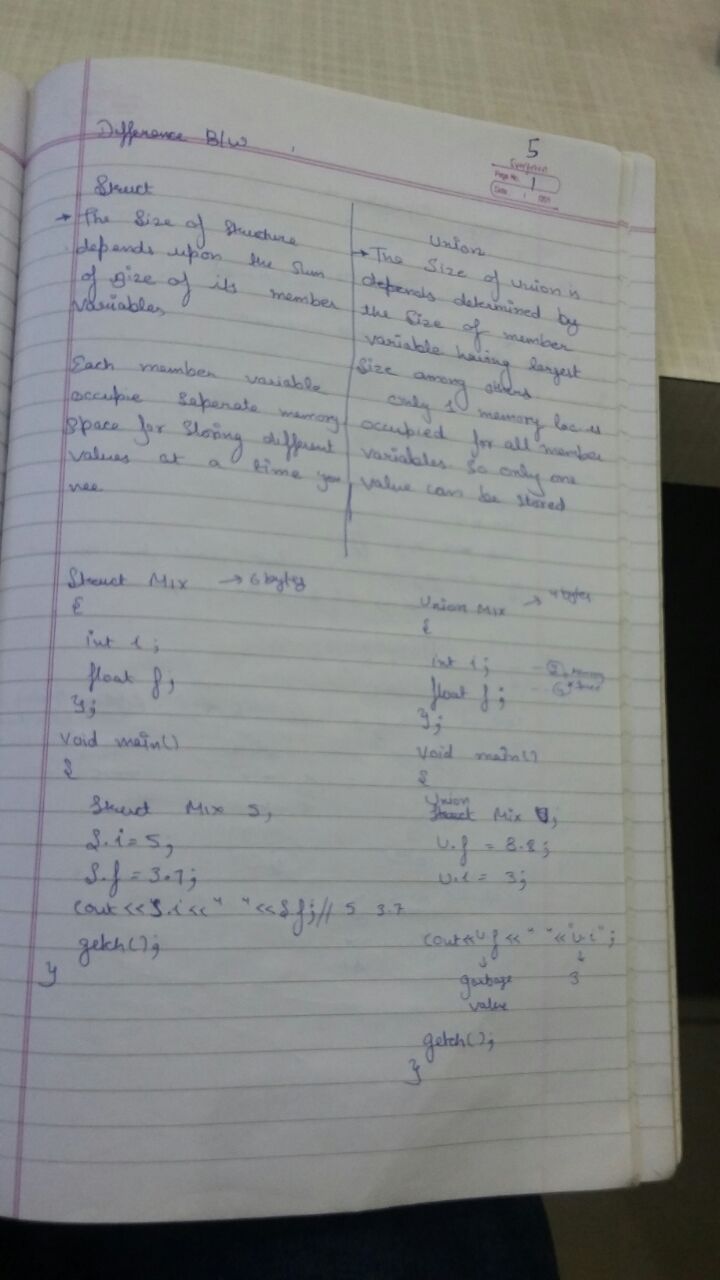 Difference B/W
5
Page No. 1
Date
Struct
→ The Size of Structure
depends upon the Sum
of size of its member
variables
Each member variable
occupie Seperate memory
Space for Storing different
values at a time you
Union
→ The Size of Union is
depends determined by
the Size of member
variable having largest
Size among others
only 1 memory loc is
occupied for all member
variables. So only one
value can be stored
Struct Mix → 6 bytes
{
int i;
float f;
};
void main()
{
Struct Mix S;
S.i=5;
S.f=3.7;
cout<<S.i<<" "<<S.f;// 5 3.7
getch();
}
Union Mix → 4 bytes
{
int i;
float f;
};
void main()
{
Union
Struct Mix U;
U.f = 8.8;
U.i = 3;
cout<<U.f<<" "<<"U.i";
↓ ↓
garbage 3
value
getch();
}